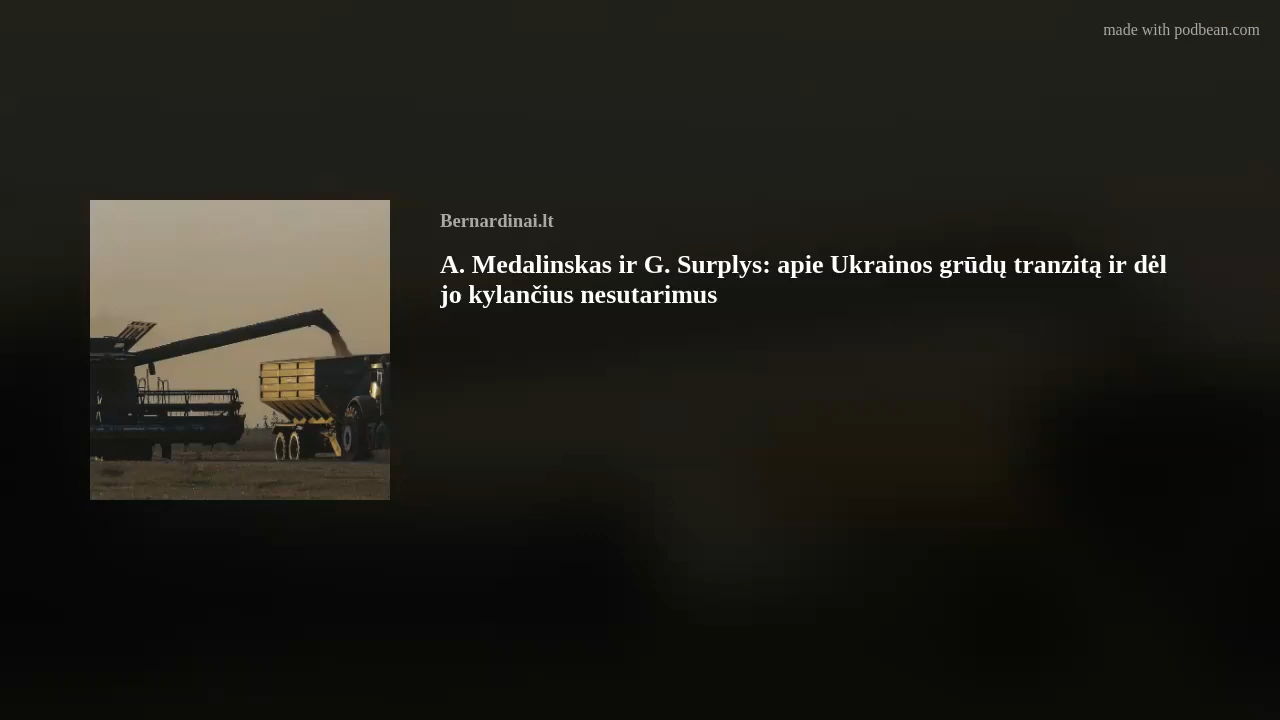 made with podbean.com
Bernardinai.lt
A. Medalinskas ir G. Surplys: apie Ukrainos grūdų tranzitą ir dėl
jo kylančius nesutarimus